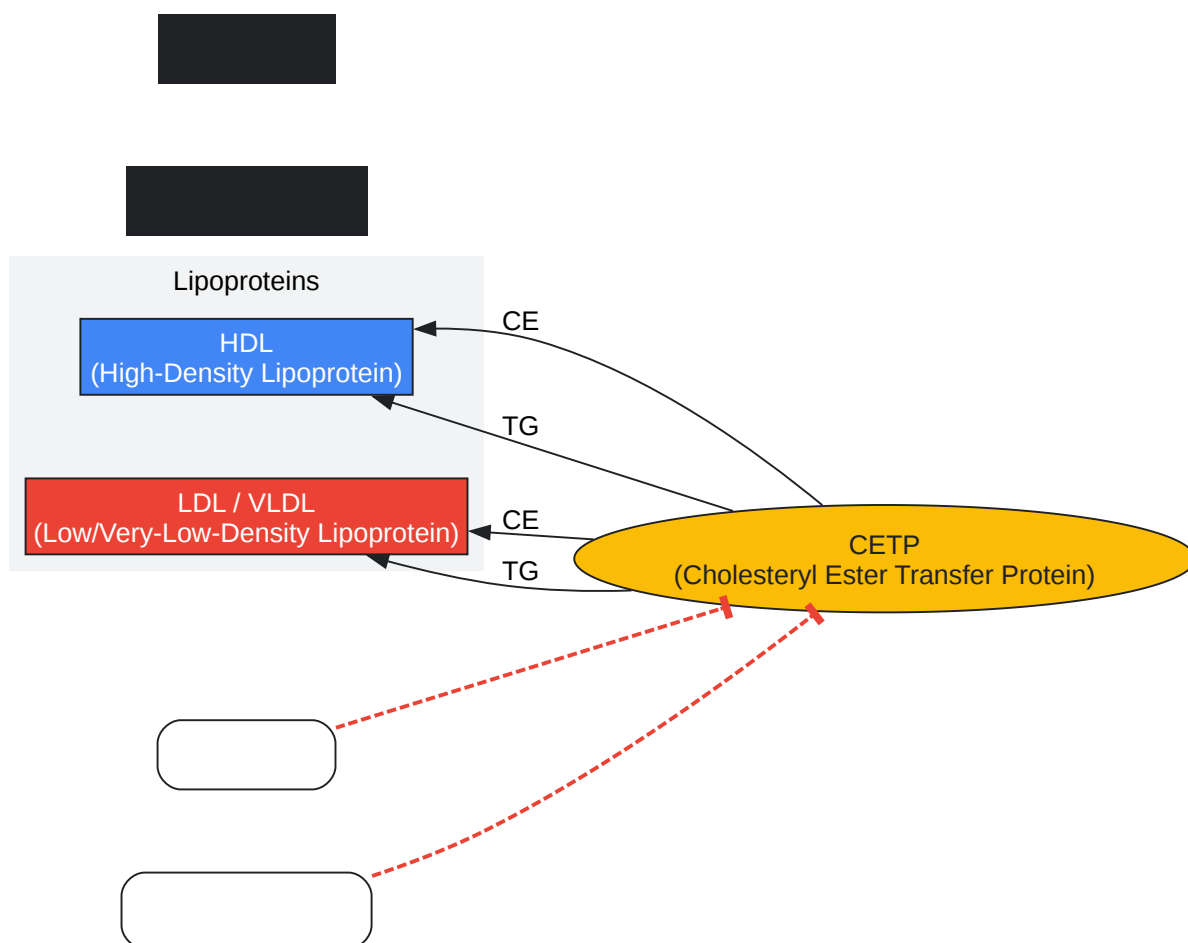 Lipoproteins
HDL
(High-Density Lipoprotein)
CE
TG
LDL / VLDL
(Low/Very-Low-Density Lipoprotein)
CE
TG
CETP
(Cholesteryl Ester Transfer Protein)